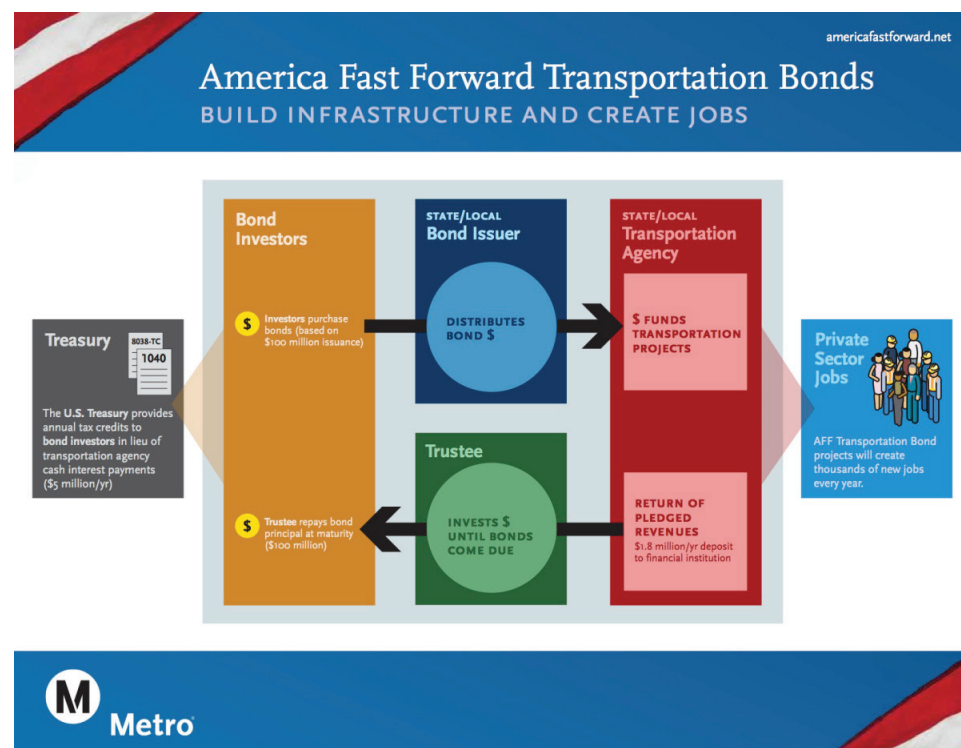 americafastforward.net
America Fast Forward Transportation Bonds
BUILD INFRASTRUCTURE AND CREATE JOBS
Treasury
8038-TC
1040
The U.S. Treasury provides
annual tax credits to
bond investors in lieu of
transportation agency
cash interest payments
($5 million/yr)
Bond
Investors
$
Investors purchase
bonds (based on
$100 million issuance)
$
Trustee repays bond
principal at maturity
($100 million)
STATE/LOCAL
Bond Issuer
DISTRIBUTES
BOND $
Trustee
INVESTS $
UNTIL BONDS
COME DUE
STATE/LOCAL
Transportation
Agency
$ FUNDS
TRANSPORTATION
PROJECTS
RETURN OF
PLEDGED
REVENUES
$1.8 million/yr deposit
to financial institution
Private
Sector
Jobs
AFF Transportation Bond
projects will create
thousands of new jobs
every year.
M
Metro